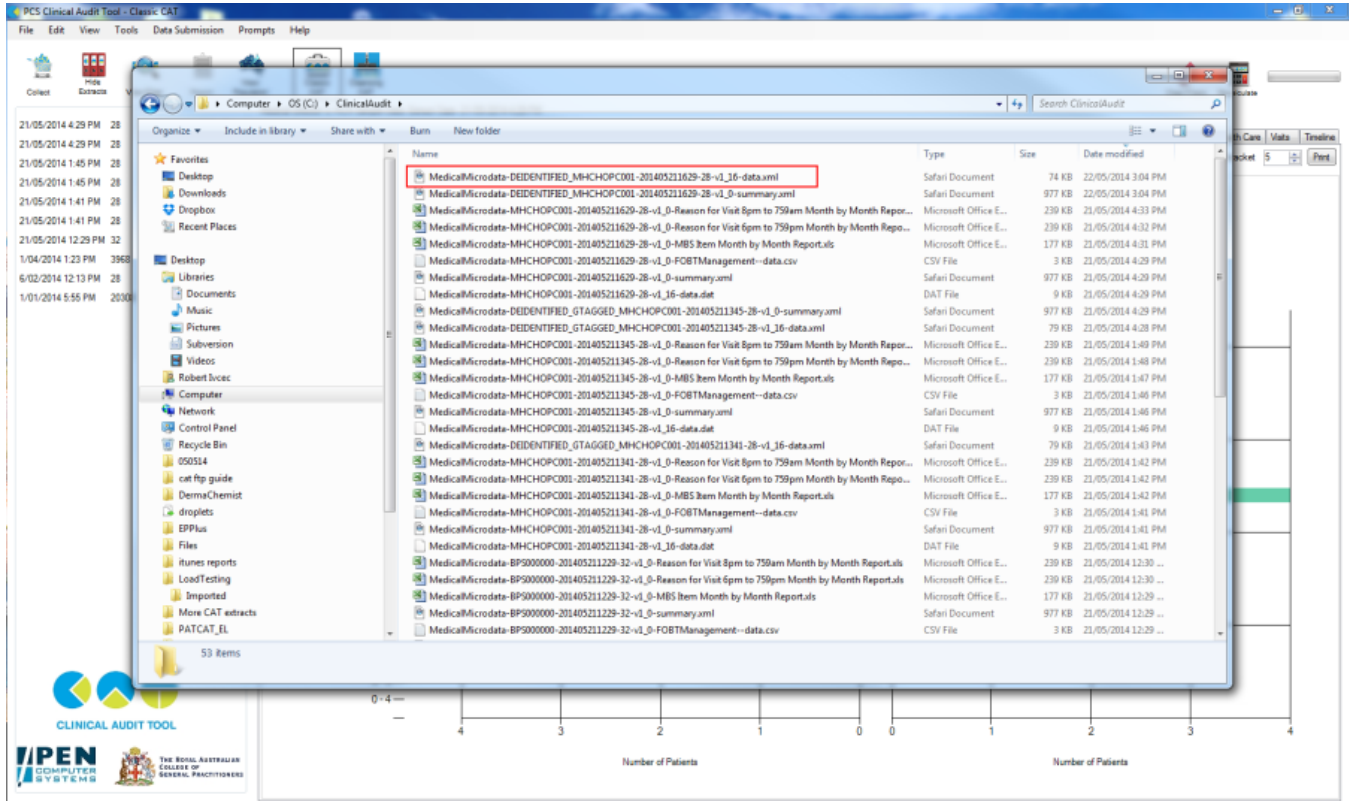 PCS Clinical Audit Tool - Classic CAT
File Edit View Tools Data Submission Prompts Help
Collect
Hide Extracts
Computer ▸ OS (C:) ▸ ClinicalAudit ▸
Search ClinicalAudit
Organize Include in library Share with Burn New folder
21/05/2014 4:29 PM 28
21/05/2014 4:29 PM 28
21/05/2014 1:45 PM 28
21/05/2014 1:45 PM 28
21/05/2014 1:41 PM 28
21/05/2014 1:41 PM 28
21/05/2014 12:29 PM 32
1/04/2014 1:23 PM 3968
6/02/2014 12:13 PM 28
1/01/2014 5:55 PM
Favorites
Desktop
Downloads
Dropbox
Recent Places
Desktop
Libraries
Documents
Music
Pictures
Subversion
Videos
Robert Ivcec
Computer
Network
Control Panel
Recycle Bin
050514
cat ftp guide
DermaChemist
droplets
EPPlus
Files
itunes reports
LoadTesting
Imported
More CAT extracts
PATCAT_EL
Name Type Size Date modified
MedicalMicrodata-DEIDENTIFIED_MHCHOPC001-201405211629-28-v1_16-data.xml Safari Document 74 KB 22/05/2014 3:04 PM
MedicalMicrodata-DEIDENTIFIED_MHCHOPC001-201405211629-28-v1_0-summary.xml Safari Document 977 KB 22/05/2014 3:04 PM
MedicalMicrodata-MHCHOPC001-201405211629-28-v1_0-Reason for Visit 8pm to 759am Month by Month Repor... Microsoft Office E... 239 KB 21/05/2014 4:33 PM
MedicalMicrodata-MHCHOPC001-201405211629-28-v1_0-Reason for Visit 6pm to 759pm Month by Month Repo... Microsoft Office E... 239 KB 21/05/2014 4:32 PM
MedicalMicrodata-MHCHOPC001-201405211629-28-v1_0-MBS Item Month by Month Report.xls Microsoft Office E... 177 KB 21/05/2014 4:31 PM
MedicalMicrodata-MHCHOPC001-201405211629-28-v1_0-FOBTManagement--data.csv CSV File 3 KB 21/05/2014 4:29 PM
MedicalMicrodata-MHCHOPC001-201405211629-28-v1_0-summary.xml Safari Document 977 KB 21/05/2014 4:29 PM
MedicalMicrodata-MHCHOPC001-201405211629-28-v1_16-data.dat DAT File 9 KB 21/05/2014 4:29 PM
MedicalMicrodata-DEIDENTIFIED_GTAGGED_MHCHOPC001-201405211345-28-v1_0-summary.xml Safari Document 977 KB 21/05/2014 4:29 PM
MedicalMicrodata-DEIDENTIFIED_GTAGGED_MHCHOPC001-201405211345-28-v1_16-data.xml Safari Document 79 KB 21/05/2014 4:28 PM
MedicalMicrodata-MHCHOPC001-201405211345-28-v1_0-Reason for Visit 8pm to 759am Month by Month Repor... Microsoft Office E... 239 KB 21/05/2014 1:49 PM
MedicalMicrodata-MHCHOPC001-201405211345-28-v1_0-Reason for Visit 6pm to 759pm Month by Month Repo... Microsoft Office E... 239 KB 21/05/2014 1:48 PM
MedicalMicrodata-MHCHOPC001-201405211345-28-v1_0-MBS Item Month by Month Report.xls Microsoft Office E... 177 KB 21/05/2014 1:47 PM
MedicalMicrodata-MHCHOPC001-201405211345-28-v1_0-FOBTManagement--data.csv CSV File 3 KB 21/05/2014 1:46 PM
MedicalMicrodata-MHCHOPC001-201405211345-28-v1_0-summary.xml Safari Document 977 KB 21/05/2014 1:46 PM
MedicalMicrodata-MHCHOPC001-201405211345-28-v1_16-data.dat DAT File 9 KB 21/05/2014 1:46 PM
MedicalMicrodata-DEIDENTIFIED_GTAGGED_MHCHOPC001-201405211341-28-v1_16-data.xml Safari Document 79 KB 21/05/2014 1:43 PM
MedicalMicrodata-MHCHOPC001-201405211341-28-v1_0-Reason for Visit 8pm to 759am Month by Month Repor... Microsoft Office E... 239 KB 21/05/2014 1:42 PM
MedicalMicrodata-MHCHOPC001-201405211341-28-v1_0-Reason for Visit 6pm to 759pm Month by Month Repo... Microsoft Office E... 239 KB 21/05/2014 1:42 PM
MedicalMicrodata-MHCHOPC001-201405211341-28-v1_0-MBS Item Month by Month Report.xls Microsoft Office E... 177 KB 21/05/2014 1:42 PM
MedicalMicrodata-MHCHOPC001-201405211341-28-v1_0-FOBTManagement--data.csv CSV File 3 KB 21/05/2014 1:41 PM
MedicalMicrodata-MHCHOPC001-201405211341-28-v1_0-summary.xml Safari Document 977 KB 21/05/2014 1:41 PM
MedicalMicrodata-MHCHOPC001-201405211341-28-v1_16-data.dat DAT File 9 KB 21/05/2014 1:41 PM
MedicalMicrodata-BPS000000-201405211229-32-v1_0-Reason for Visit 8pm to 759am Month by Month Report.xls Microsoft Office E... 239 KB 21/05/2014 12:30 ...
MedicalMicrodata-BPS000000-201405211229-32-v1_0-Reason for Visit 6pm to 759pm Month by Month Report.xls Microsoft Office E... 239 KB 21/05/2014 12:30 ...
MedicalMicrodata-BPS000000-201405211229-32-v1_0-MBS Item Month by Month Report.xls Microsoft Office E... 177 KB 21/05/2014 12:29 ...
MedicalMicrodata-BPS000000-201405211229-32-v1_0-summary.xml Safari Document 977 KB 21/05/2014 12:29 ...
MedicalMicrodata-BPS000000-201405211229-32-v1_0-FOBTManagement--data.csv CSV File 3 KB 21/05/2014 12:29 ...
53 items
th Care Visits Timeline
acket 5 Print
0 - 4
4 3 2 1 0 0 1 2 3 4
Number of Patients Number of Patients
CLINICAL AUDIT TOOL
PEN
COMPUTER
SYSTEMS
THE ROYAL AUSTRALIAN
COLLEGE OF
GENERAL PRACTITIONERS